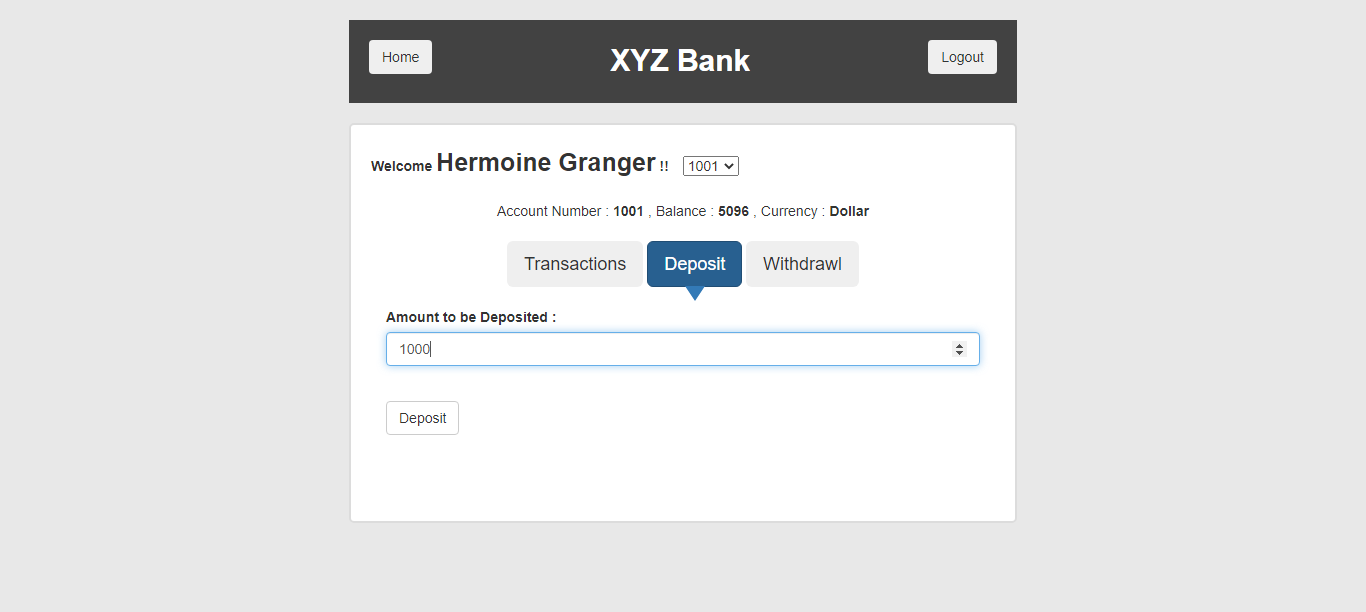 Home XYZ Bank Logout
Welcome Hermoine Granger !! 1001
Account Number : 1001 , Balance : 5096 , Currency : Dollar
Transactions Deposit Withdrawl
Amount to be Deposited :
1000
Deposit